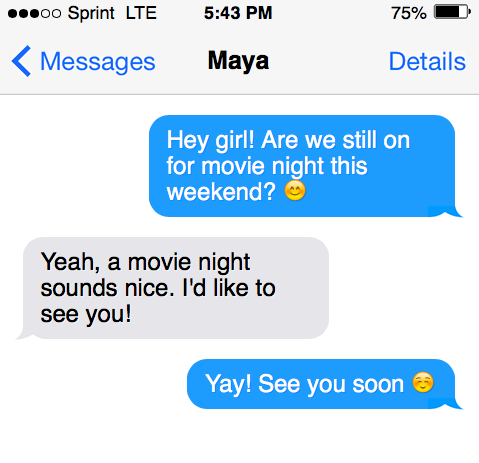 ●●●○○ Sprint LTE 5:43 PM 75%
Messages Maya Details
Hey girl! Are we still on
for movie night this
weekend? 😊
Yeah, a movie night
sounds nice. I'd like to
see you!
Yay! See you soon ☺️